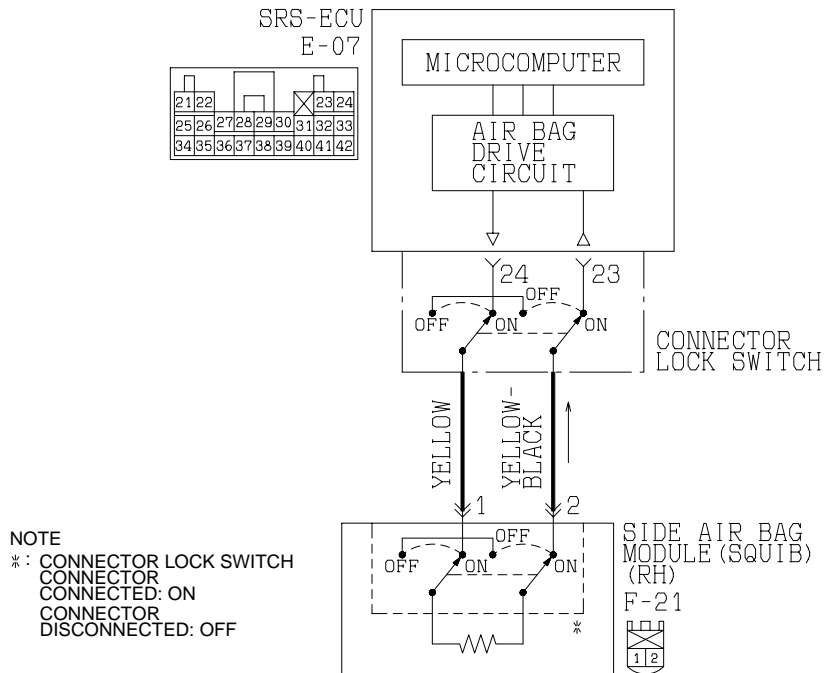 SRS-ECU
E-07
21 22 23 24
25 26 27 28 29 30 31 32 33
34 35 36 37 38 39 40 41 42
MICROCOMPUTER
AIR BAG
DRIVE
CIRCUIT
24 23
OFF
OFF ON ON
CONNECTOR
LOCK SWITCH
YELLOW
YELLOW-
BLACK
1 2
OFF
OFF ON ON
*
SIDE AIR BAG
MODULE(SQUIB)
(RH)
F-21
1 2
NOTE
*: CONNECTOR LOCK SWITCH
CONNECTOR
CONNECTED: ON
CONNECTOR
DISCONNECTED: OFF